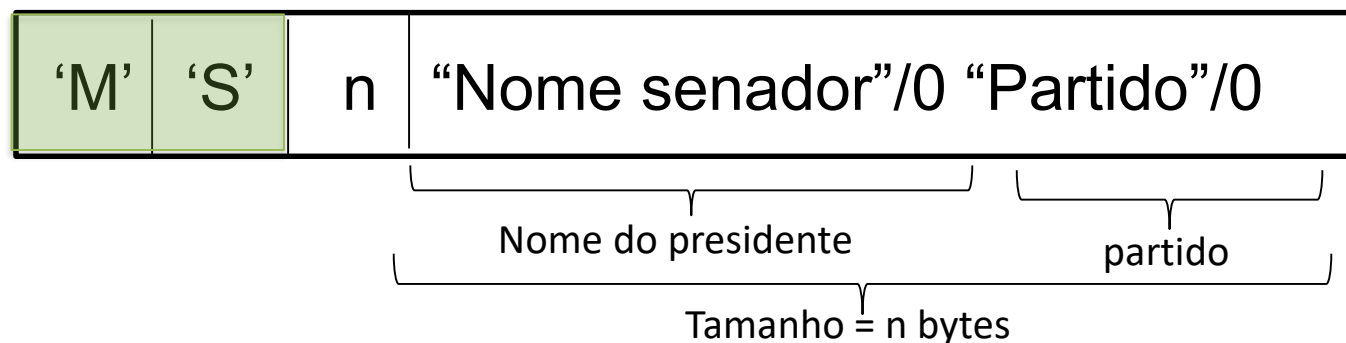 ‘M’ ‘S’ n “Nome senador”/0 “Partido”/0
Nome do presidente
partido
Tamanho = n bytes